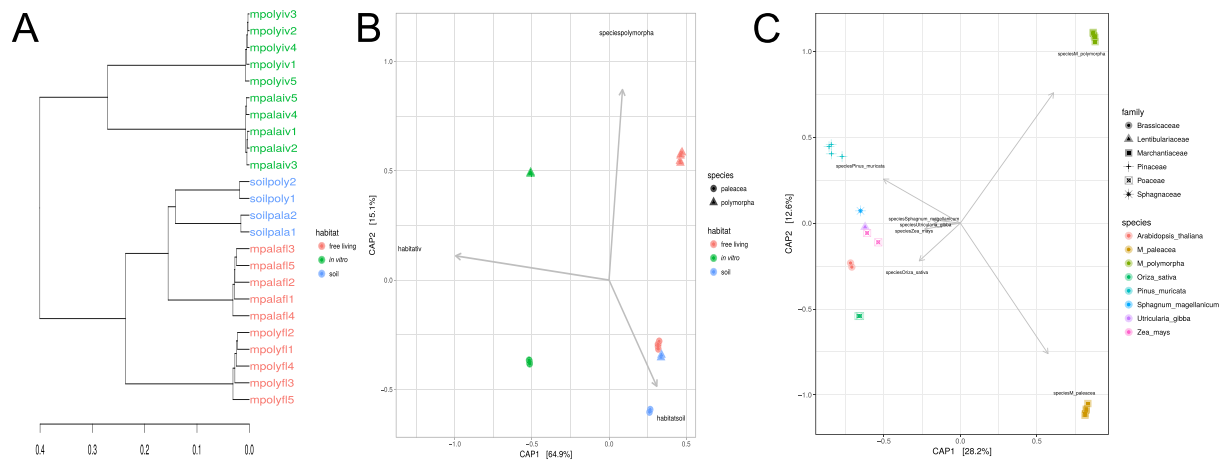 A
mpolyiv3
mpolyiv2
mpolyiv4
mpolyiv1
mpolyiv5
mpalaiv5
mpalaiv4
mpalaiv1
mpalaiv2
mpalaiv3
soilpoly2
soilpoly1
soilpala2
soilpala1
mpalafl3
mpalafl5
mpalafl2
mpalafl1
mpalafl4
mpolyfl2
mpolyfl1
mpolyfl4
mpolyfl3
mpolyfl5
0.4 0.3 0.2 0.1 0.0
habitat
free living
in vitro
soil
B
speciespolymorpha
habitativ
habitatsoil
1.0
0.5
0.0
−0.5
CAP2 [15.1%]
−1.0 −0.5 0.0 0.5
CAP1 [64.9%]
species
paleacea
polymorpha
habitat
free living
in vitro
soil
C
speciesM_polymorpha
speciesPinus_muricata
speciesSphagnum_magellanicum
speciesUtricularia_gibba
speciesZea_mays
speciesOriza_sativa
speciesM_paleacea
1.0
0.5
0.0
−0.5
−1.0
CAP2 [12.6%]
−0.5 0.0 0.5
CAP1 [28.2%]
family
Brassicaceae
Lentibulariaceae
Marchantiaceae
Pinaceae
Poaceae
Sphagnaceae
species
Arabidopsis_thaliana
M_paleacea
M_polymorpha
Oriza_sativa
Pinus_muricata
Sphagnum_magellanicum
Utricularia_gibba
Zea_mays